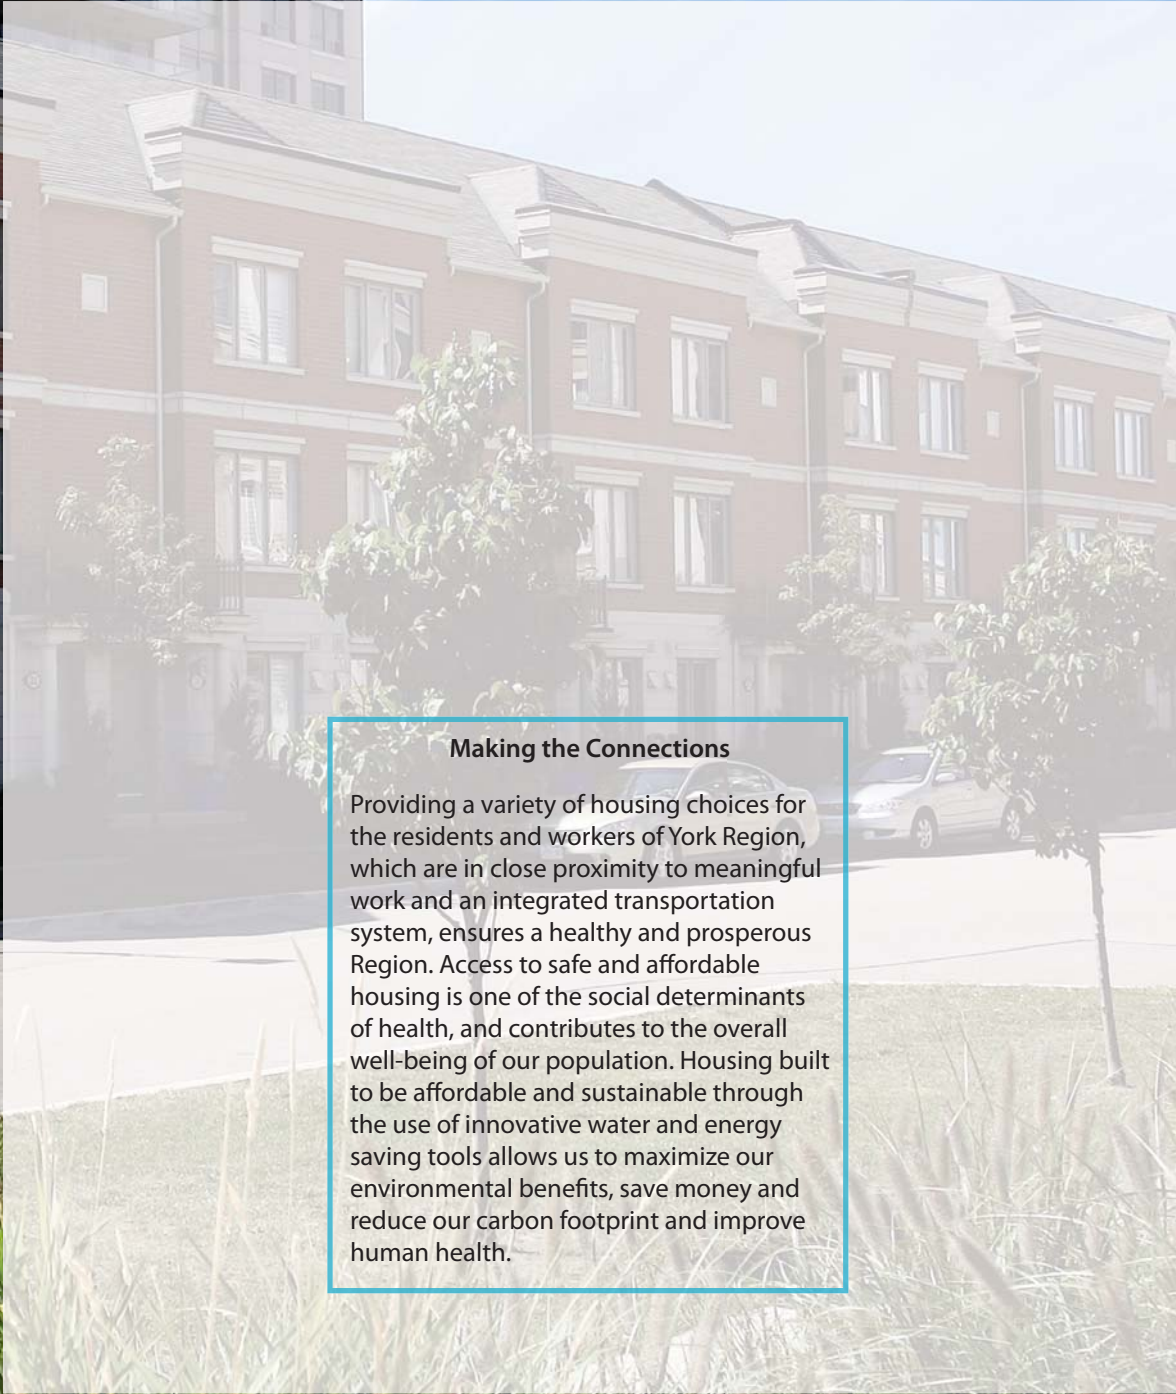 Making the Connections
Providing a variety of housing choices for
the residents and workers of York Region,
which are in close proximity to meaningful
work and an integrated transportation
system, ensures a healthy and prosperous
Region. Access to safe and affordable
housing is one of the social determinants
of health, and contributes to the overall
well-being of our population. Housing built
to be affordable and sustainable through
the use of innovative water and energy
saving tools allows us to maximize our
environmental benefits, save money and
reduce our carbon footprint and improve
human health.